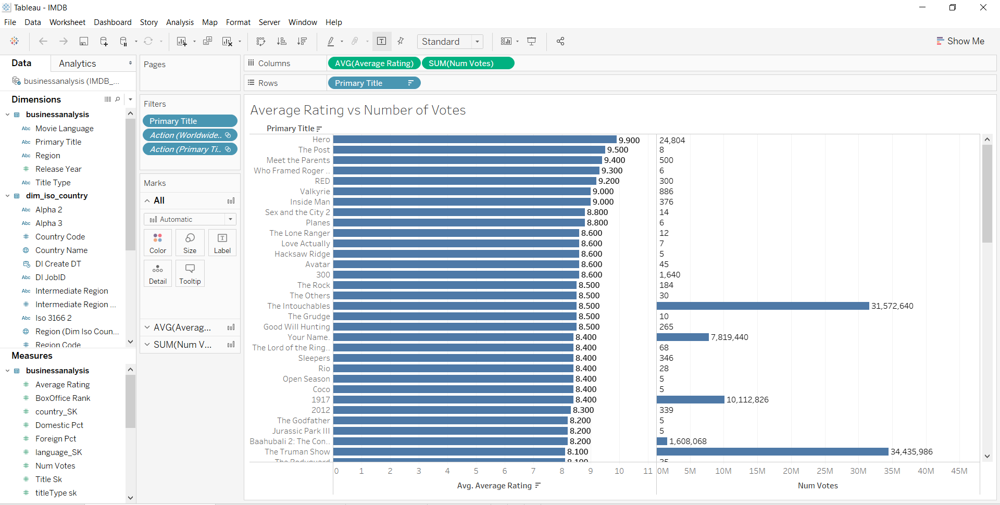 Tableau - IMDB
File Data Worksheet Dashboard Story Analysis Map Format Server Window Help
Standard
Show Me
Data Analytics
businessanalysis (IMDB_...
Dimensions
businessanalysis
Abc Movie Language
Abc Primary Title
Abc Region
# Release Year
Abc Title Type
dim_iso_country
Abc Alpha 2
Abc Alpha 3
# Country Code
Country Name
DI Create DT
Abc DI JobID
Abc Intermediate Region
# Intermediate Region ...
Abc Iso 3166 2
Region (Dim Iso Coun...
# Region Code
Measures
businessanalysis
# Average Rating
# BoxOffice Rank
# country_SK
# Domestic Pct
# Foreign Pct
# language_SK
# Num Votes
# Title Sk
# titleType sk
Pages
Filters
Primary Title
Action (Worldwide..
Action (Primary Ti..
Marks
All
Automatic
Color Size Label
Detail Tooltip
AVG(Averag...
SUM(Num V...
Columns AVG(Average Rating) SUM(Num Votes)
Rows Primary Title
Average Rating vs Number of Votes
Primary Title
Hero 9.900 24,804
The Post 9.500 8
Meet the Parents 9.400 500
Who Framed Roger .. 9.300 6
RED 9.200 300
Valkyrie 9.000 886
Inside Man 9.000 376
Sex and the City 2 8.800 14
Planes 8.800 6
The Lone Ranger 8.600 12
Love Actually 8.600 7
Hacksaw Ridge 8.600 5
Avatar 8.600 45
300 8.600 1,640
The Rock 8.500 184
The Others 8.500 30
The Intouchables 8.500 31,572,640
The Grudge 8.500 10
Good Will Hunting 8.500 265
Your Name. 8.400 7,819,440
The Lord of the Ring.. 8.400 68
Sleepers 8.400 346
Rio 8.400 28
Open Season 8.400 5
Coco 8.400 5
1917 8.400 10,112,826
2012 8.300 339
The Godfather 8.200 5
Jurassic Park III 8.200 5
Baahubali 2: The Con.. 8.200 1,608,068
The Truman Show 8.100 34,435,986
The Bodyguard 8.100 25
0 1 2 3 4 5 6 7 8 9 10 11 0M 5M 10M 15M 20M 25M 30M 35M 40M 45M
Avg. Average Rating Num Votes